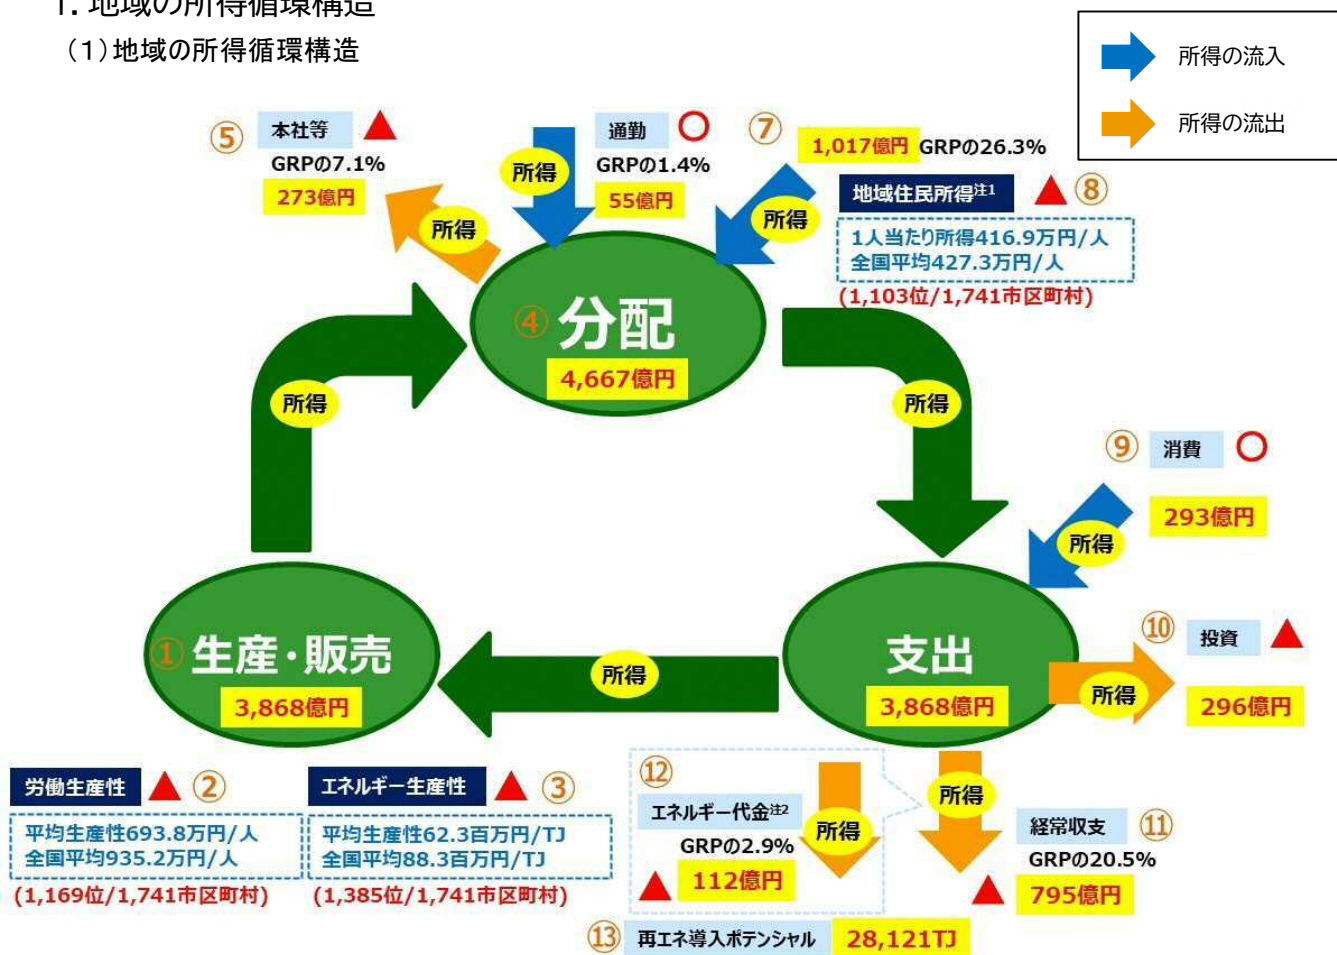 1. 地域の所得循環構造
（1）地域の所得循環構造
所得の流入
所得の流出
⑤
本社等
GRPの7.1%
273億円
所得
通勤
GRPの1.4%
55億円
所得
⑦
1,017億円 GRPの26.3%
所得
地域住民所得注1
⑧
1人当たり所得416.9万円/人
全国平均427.3万円/人
(1,103位/1,741市区町村)
④ 分配
4,667億円
所得
所得
⑨
消費
293億円
所得
① 生産・販売
3,868億円
所得
支出
3,868億円
⑩
投資
296億円
所得
労働生産性
②
平均生産性693.8万円/人
全国平均935.2万円/人
(1,169位/1,741市区町村)
エネルギー生産性
③
平均生産性62.3百万円/TJ
全国平均88.3百万円/TJ
(1,385位/1,741市区町村)
⑫
エネルギー代金注2
GRPの2.9%
112億円
所得
所得
経常収支
⑪
GRPの20.5%
795億円
⑬
再エネ導入ポテンシャル
28,121TJ